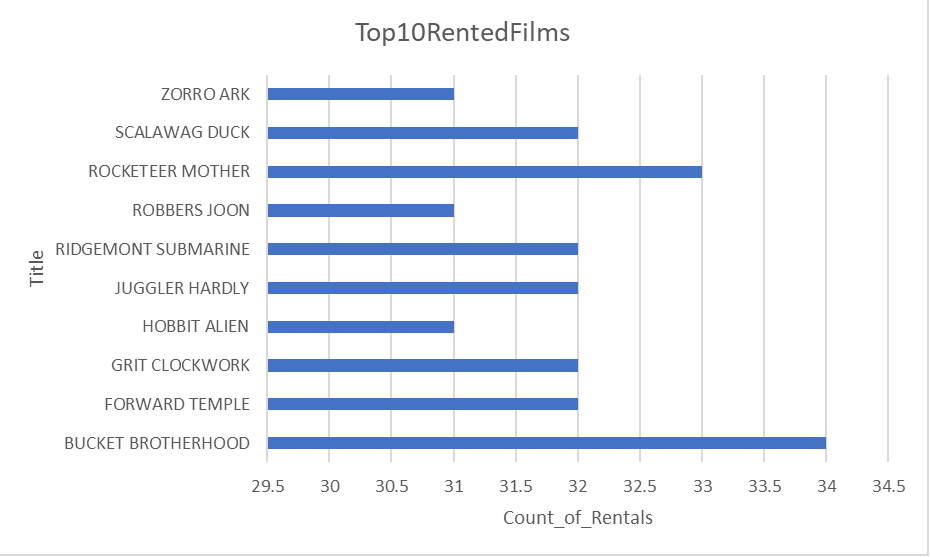 Top10RentedFilms
Title
ZORRO ARK
SCALAWAG DUCK
ROCKETEER MOTHER
ROBBERS JOON
RIDGEMONT SUBMARINE
JUGGLER HARDLY
HOBBIT ALIEN
GRIT CLOCKWORK
FORWARD TEMPLE
BUCKET BROTHERHOOD
29.5 30 30.5 31 31.5 32 32.5 33 33.5 34 34.5
Count_of_Rentals